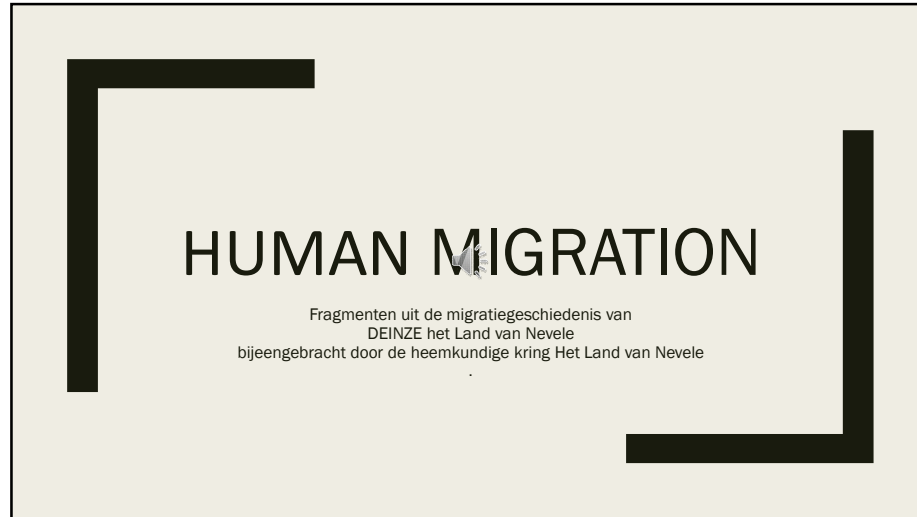 HUMAN MIGRATION
Fragmenten uit de migratiegeschiedenis van
DEINZE het Land van Nevele
bijeengebracht door de heemkundige kring Het Land van Nevele
.